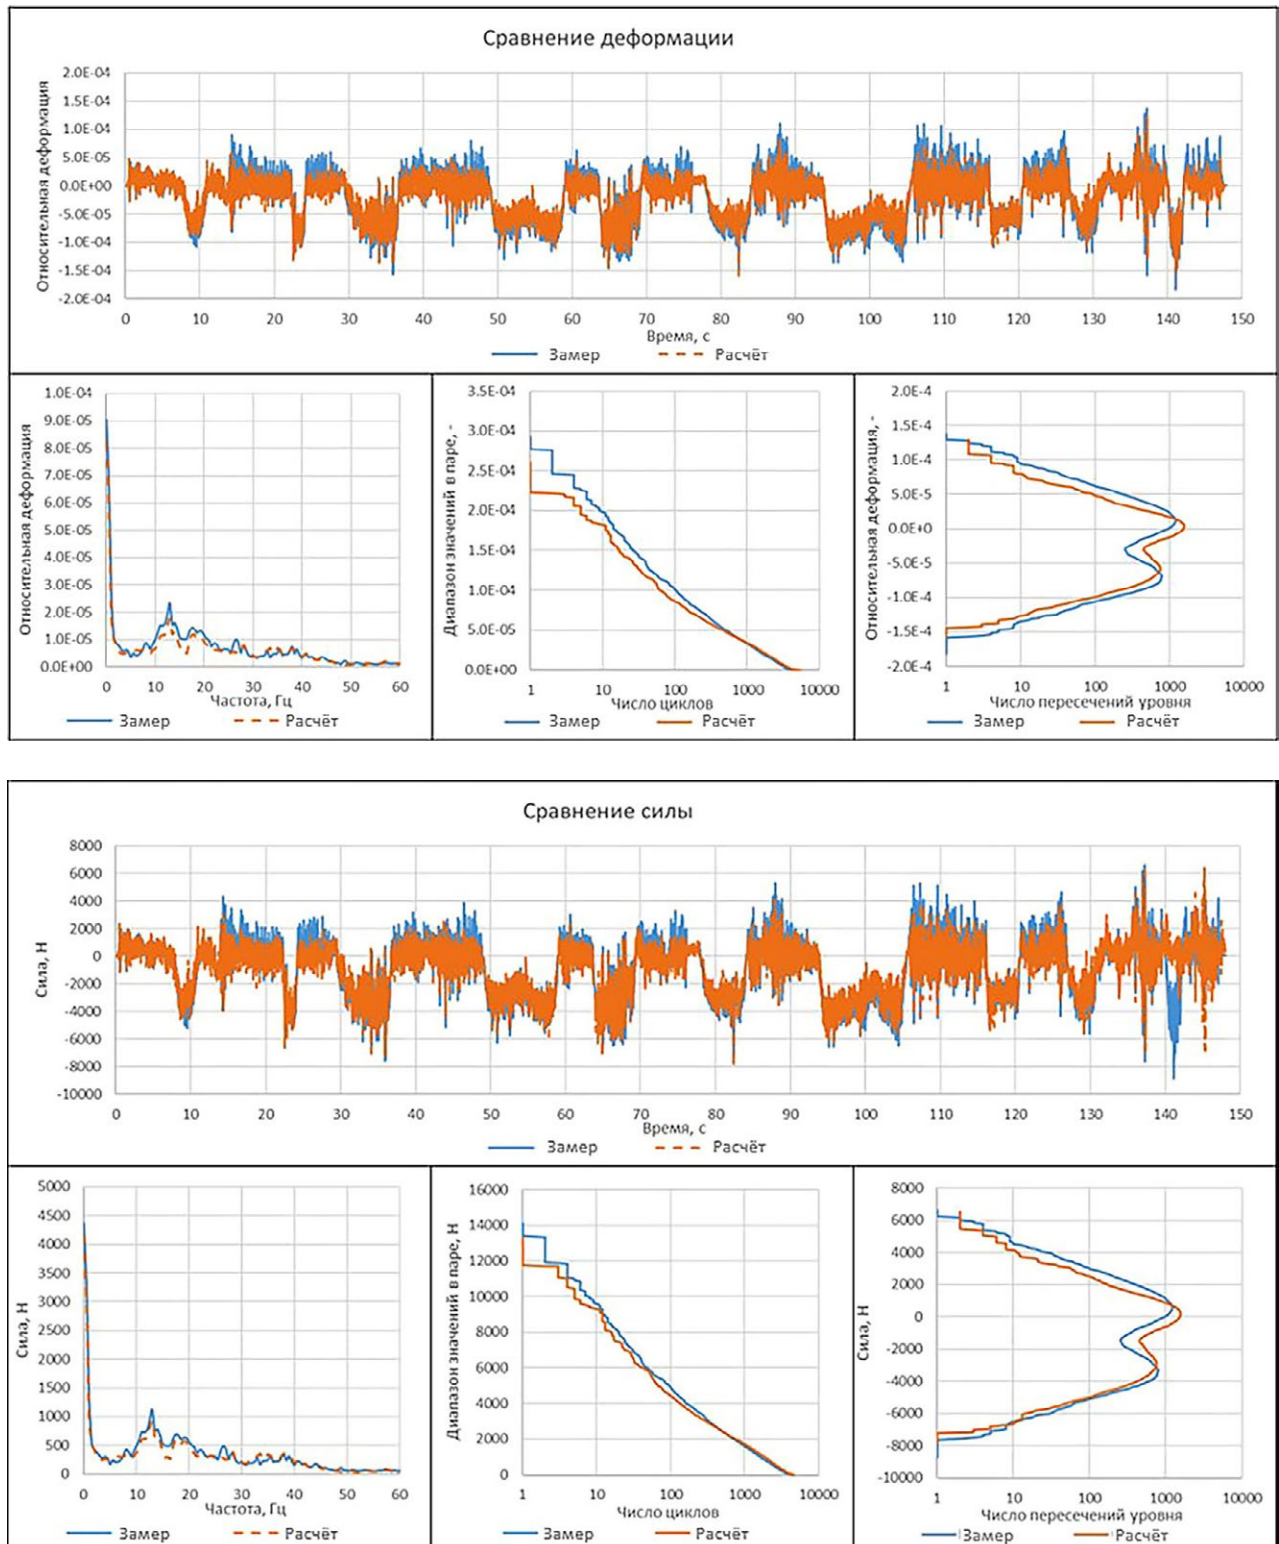 Сравнение деформации
Относительная деформация
2.0E-04
1.5E-04
1.0E-04
5.0E-05
0.0E+00
-5.0E-05
-1.0E-04
-1.5E-04
-2.0E-04
0 10 20 30 40 50 60 70 80 90 100 110 120 130 140 150
Время, с
Замер Расчёт
Относительная деформация
1.0E-04
9.0E-05
8.0E-05
7.0E-05
6.0E-05
5.0E-05
4.0E-05
3.0E-05
2.0E-05
1.0E-05
0.0E+00
0 10 20 30 40 50 60
Частота, Гц
Замер Расчёт
Диапазон значений в паре, -
3.5E-04
3.0E-04
2.5E-04
2.0E-04
1.5E-04
1.0E-04
5.0E-05
0.0E+00
1 10 100 1000 10000
Число циклов
Замер Расчёт
Относительная деформация, -
2.0E-4
1.5E-4
1.0E-4
5.0E-5
0.0E+0
-5.0E-5
-1.0E-4
-1.5E-4
-2.0E-4
1 10 100 1000 10000
Число пересечений уровня
Замер Расчёт
Сравнение силы
Сила, Н
8000
6000
4000
2000
0
-2000
-4000
-6000
-8000
-10000
0 10 20 30 40 50 60 70 80 90 100 110 120 130 140 150
Время, с
Замер Расчёт
Сила, Н
5000
4500
4000
3500
3000
2500
2000
1500
1000
500
0
0 10 20 30 40 50 60
Частота, Гц
Замер Расчёт
Диапазон значений в паре, Н
16000
14000
12000
10000
8000
6000
4000
2000
0
1 10 100 1000 10000
Число циклов
Замер Расчёт
Сила, Н
8000
6000
4000
2000
0
-2000
-4000
-6000
-8000
-10000
1 10 100 1000 10000
Число пересечений уровня
Замер Расчёт